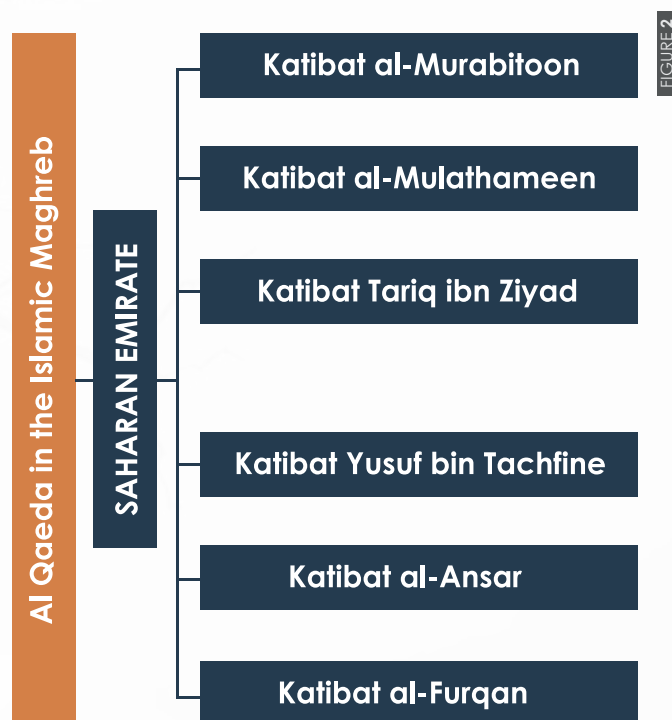 FIGURE 2
Al Qaeda in the Islamic Maghreb
SAHARAN EMIRATE
Katibat al-Murabitoon
Katibat al-Mulathameen
Katibat Tariq ibn Ziyad
Katibat Yusuf bin Tachfine
Katibat al-Ansar
Katibat al-Furqan